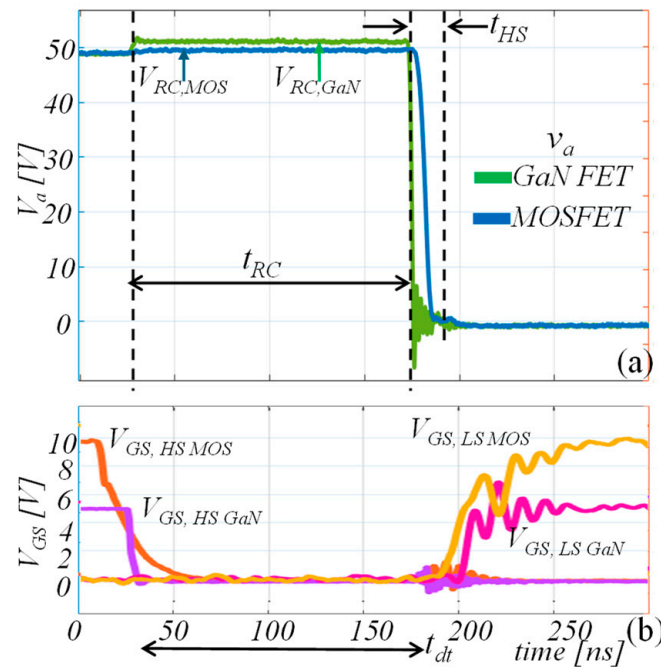 t_HS
50
V_RC,MOS
V_RC,GaN
40
v_a
30
GaN FET
V_a [V]
20
MOSFET
10
t_RC
0
(a)
10
V_GS, HS MOS
V_GS, LS MOS
8
6
V_GS, HS GaN
V_GS [V]
4
V_GS, LS GaN
2
0
(b)
0
50
100
150
200
250
300
t_dt
time [ns]